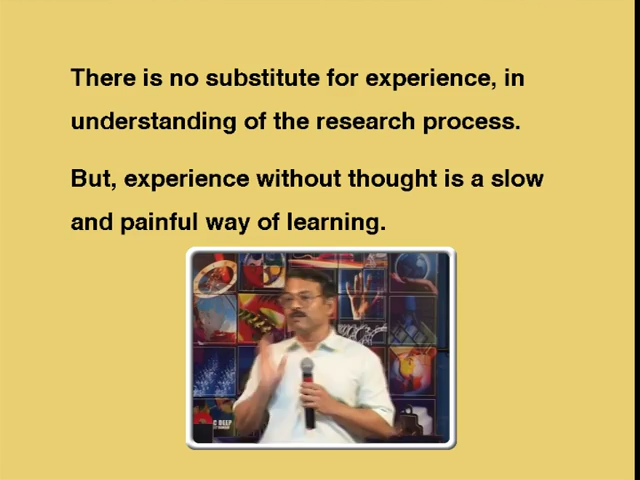 There is no substitute for experience, in
understanding of the research process.
But, experience without thought is a slow
and painful way of learning.